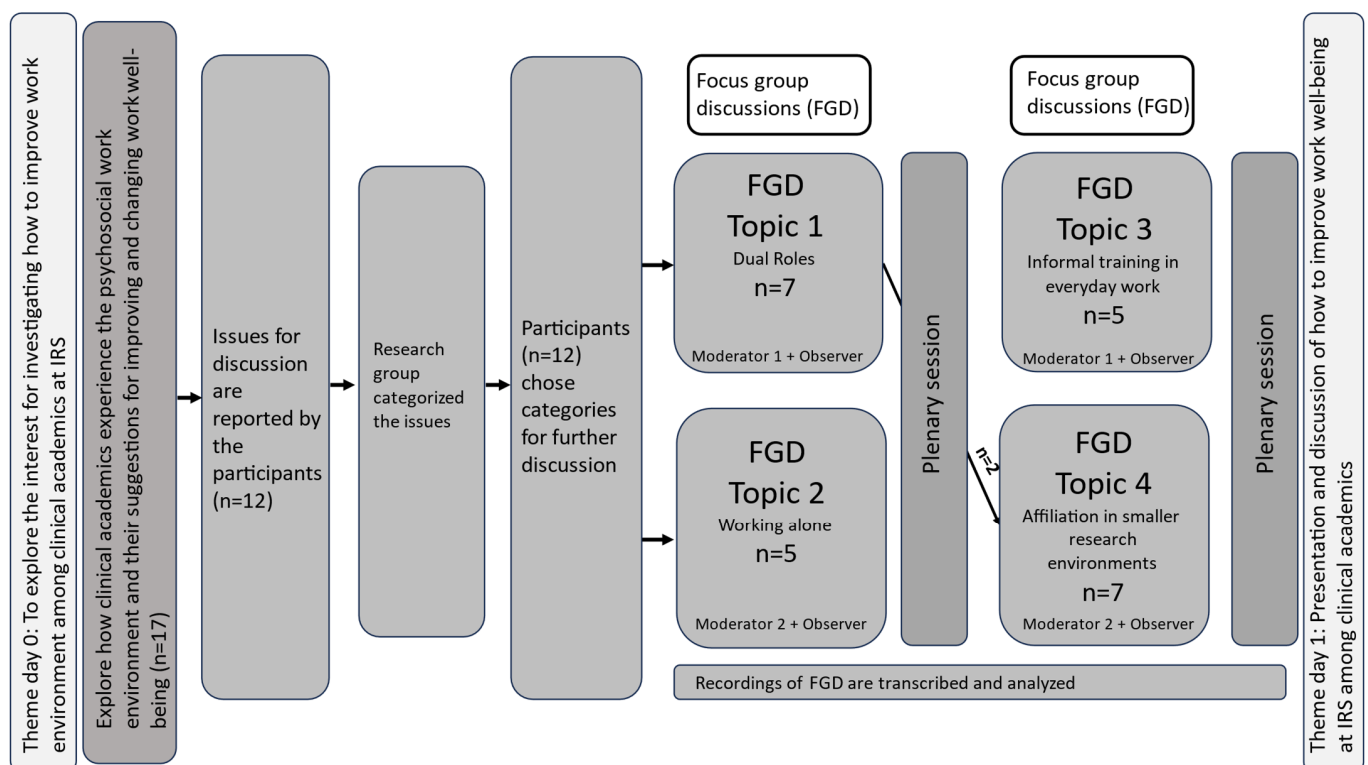 Theme day 0: To explore the interest for investigating how to improve work
environment among clinical academics at IRS
Explore how clinical academics experience the psychosocial work
environment and their suggestions for improving and changing work well-
being (n=17)
Issues for
discussion
are
reported by
the
participants
(n=12)
Research
group
categorized
the issues
Participants
(n=12)
chose
categories
for further
discussion
Focus group
discussions (FGD)
FGD
Topic 1
Dual Roles
n=7
Moderator 1 + Observer
FGD
Topic 2
Working alone
n=5
Moderator 2 + Observer
Plenary session
n=2
Focus group
discussions (FGD)
FGD
Topic 3
Informal training in
everyday work
n=5
Moderator 1 + Observer
FGD
Topic 4
Affiliation in smaller
research
environments
n=7
Moderator 2 + Observer
Plenary session
Recordings of FGD are transcribed and analyzed
Theme day 1: Presentation and discussion of how to improve work well-being
at IRS among clinical academics